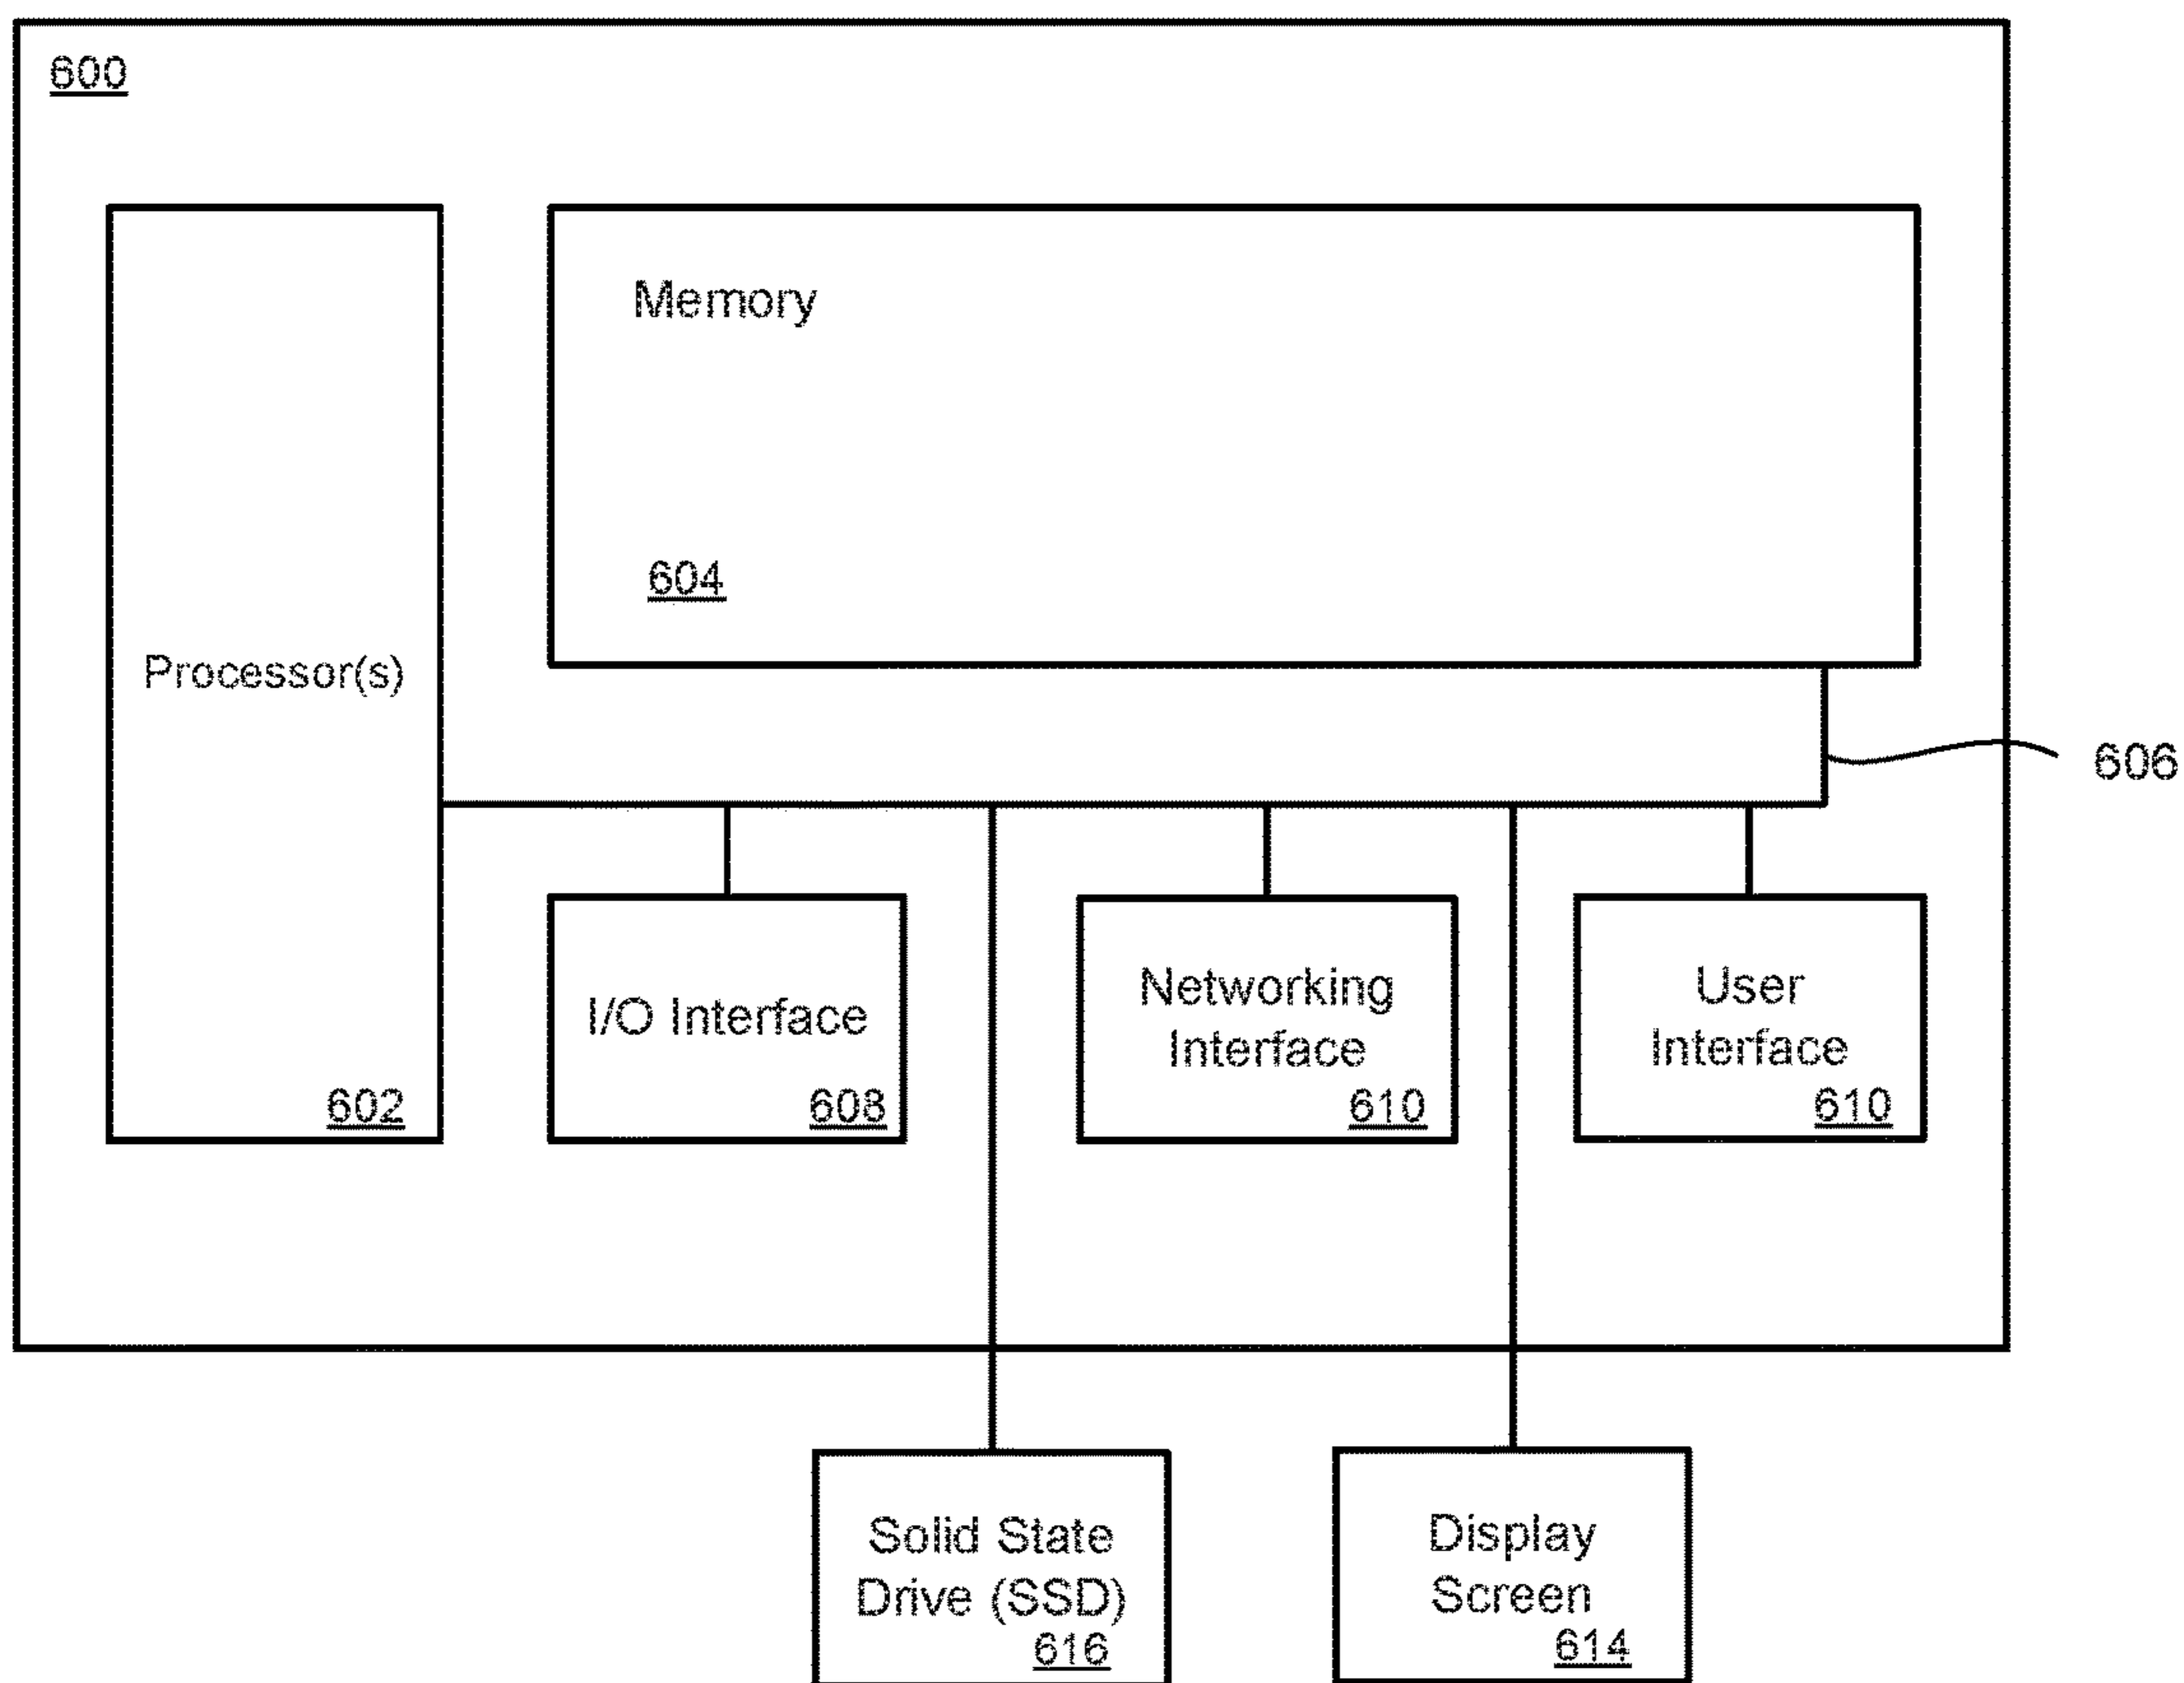 600
Memory
604
Processor(s)
606
I/O Interface
Networking
Interface
User
Interface
602
608
610
610
Solid State
Drive (SSD)
616
Display
Screen
614